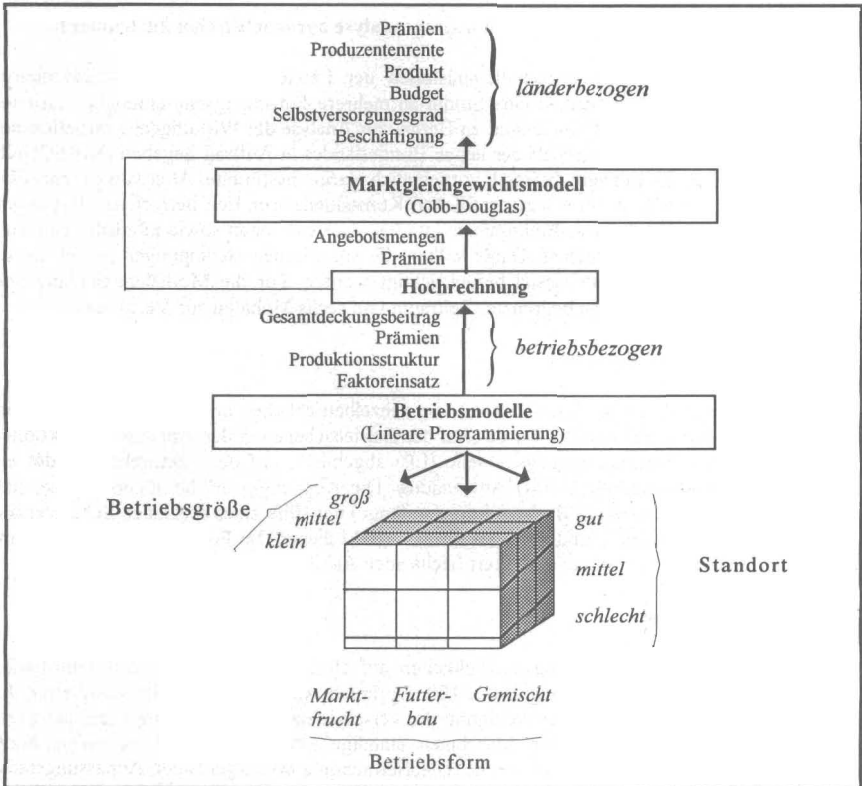 Prämien
Produzentenrente
Produkt
Budget
Selbstversorgungsgrad
Beschäftigung
länderbezogen
Marktgleichgewichtsmodell
(Cobb-Douglas)
Angebotsmengen
Prämien
Hochrechnung
Gesamtdeckungsbeitrag
Prämien
Produktionsstruktur
Faktoreinsatz
betriebsbezogen
Betriebsmodelle
(Lineare Programmierung)
Betriebsgröße
groß
mittel
klein
gut
mittel
schlecht
Standort
Markt- Futter- Gemischt
frucht bau
Betriebsform